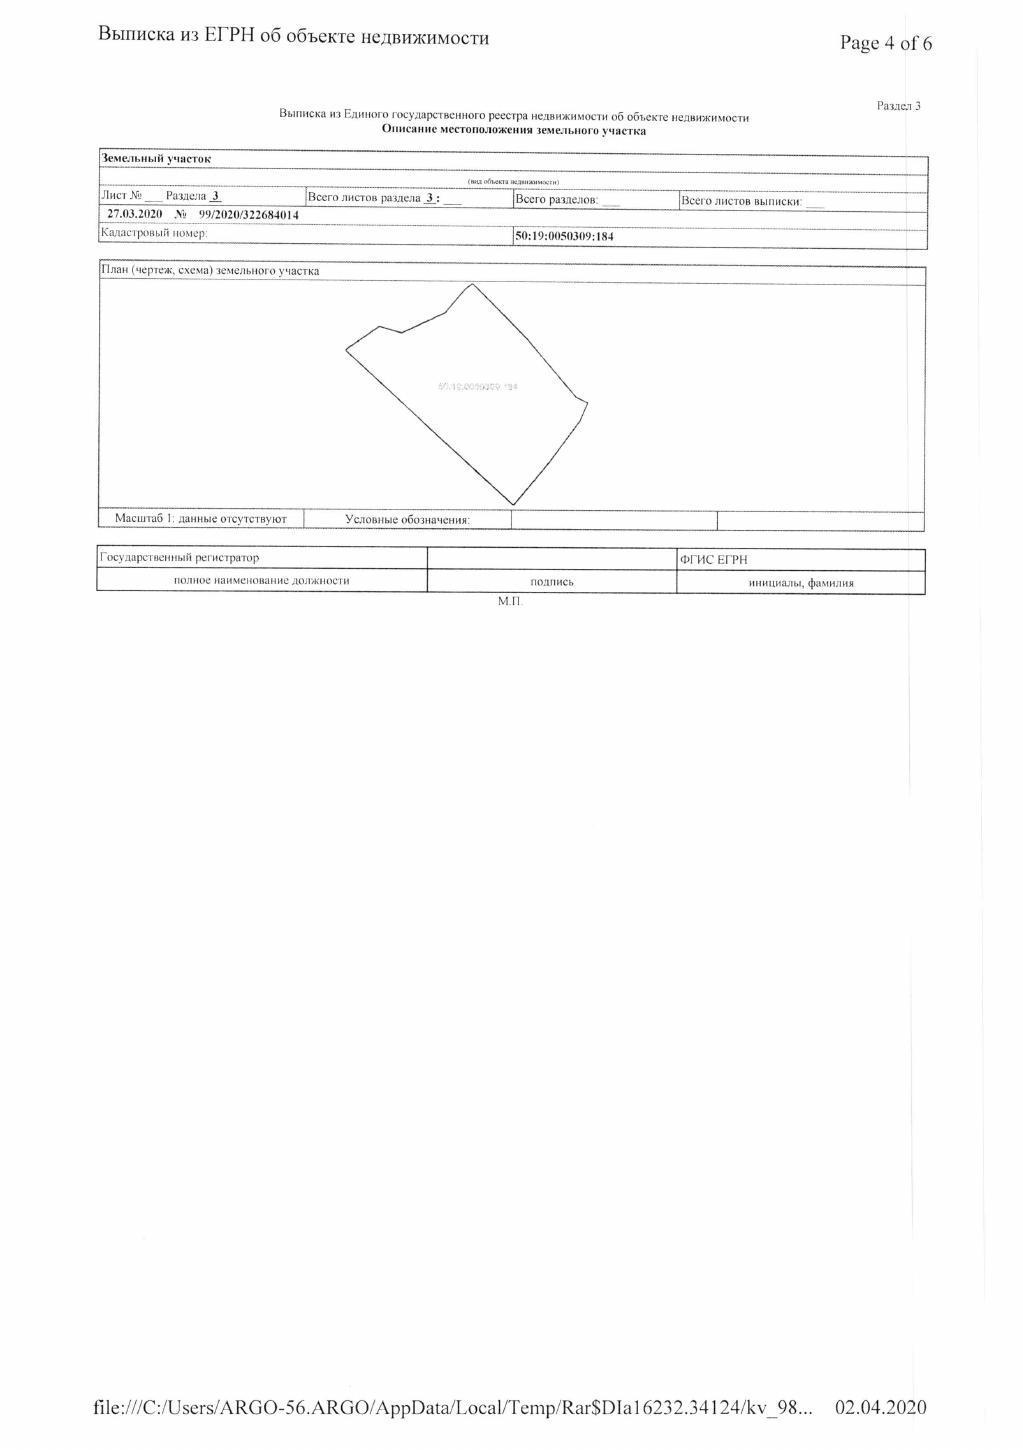 Выписка из ЕГРН об объекте недвижимости
Page 4 of 6
Раздел 3
Выписка из Единого государственного реестра недвижимости об объекте недвижимости
Описание местоположения земельного участка
Земельный участок
(вид объекта недвижимости)
Лист № ___ Раздела 3 Всего листов раздела 3 : ___ Всего разделов: ___ Всего листов выписки: ___
27.03.2020 № 99/2020/322684014
Кадастровый номер: 50:19:0050309:184
План (чертеж, схема) земельного участка
50:19:0050309:184
Масштаб 1: данные отсутствуют Условные обозначения:
Государственный регистратор ФГИС ЕГРН
полное наименование должности подпись инициалы, фамилия
М.П.
file:///C:/Users/ARGO-56.ARGO/AppData/Local/Temp/Rar$DIa16232.34124/kv_98... 02.04.2020